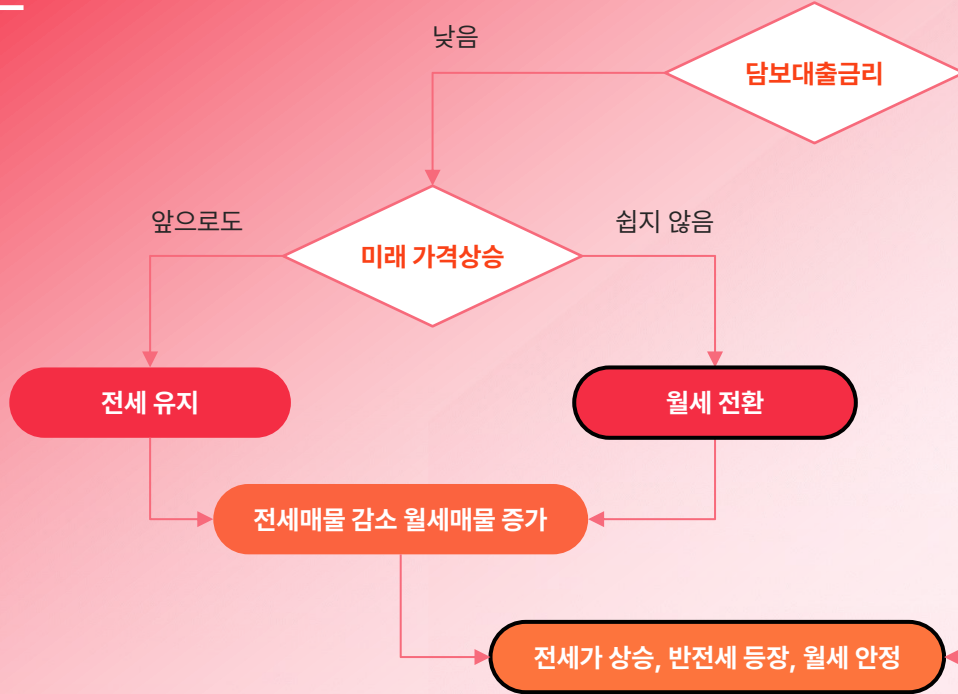 낮음
담보대출금리
앞으로도
쉽지 않음
미래 가격상승
전세 유지
월세 전환
전세매물 감소 월세매물 증가
전세가 상승, 반전세 등장, 월세 안정